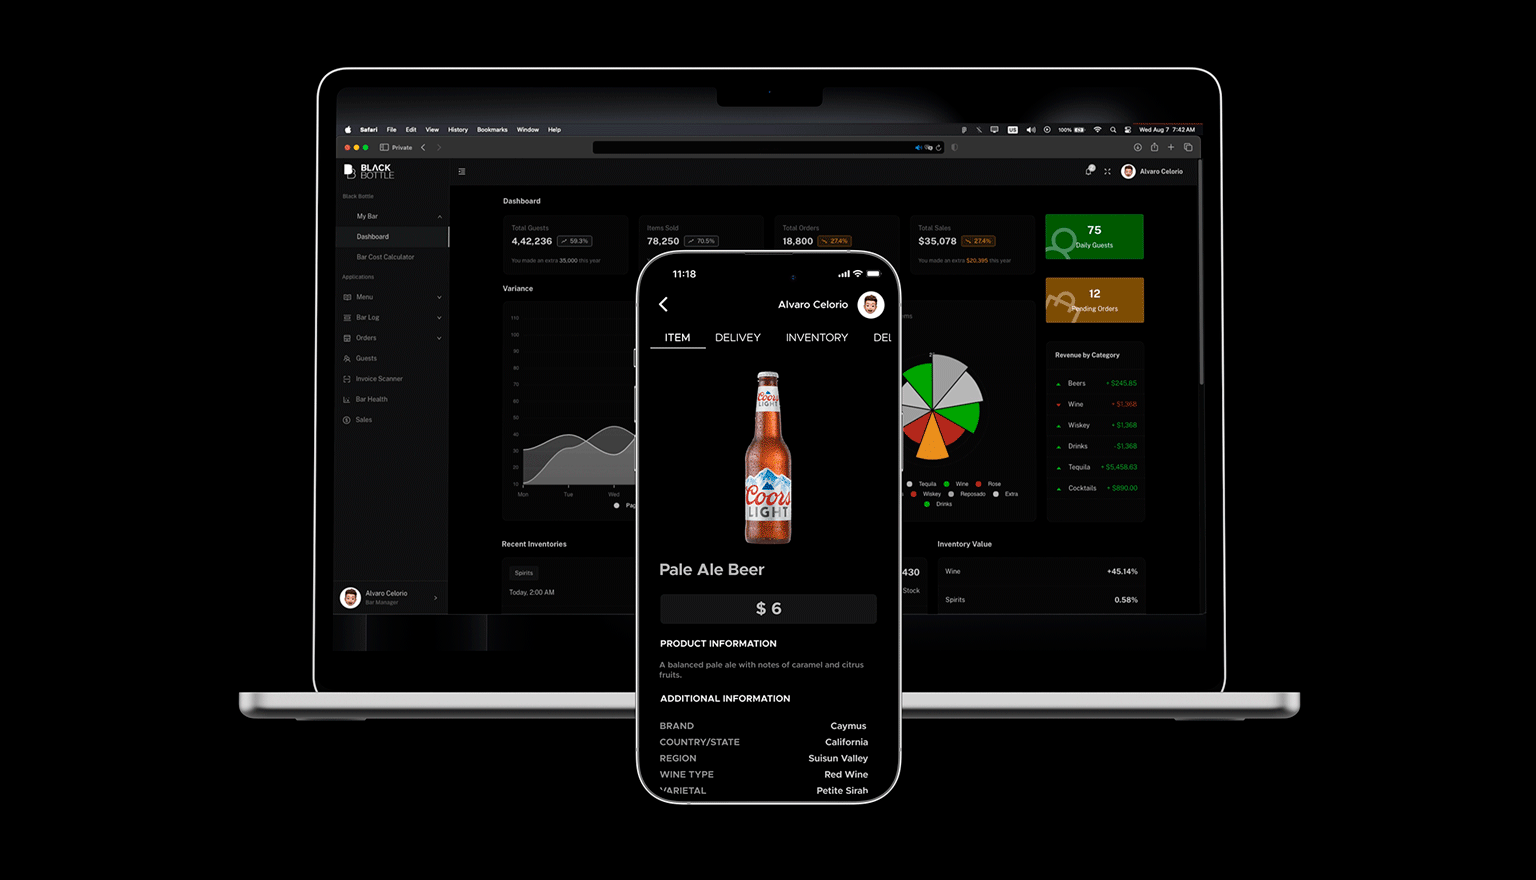 Safari File Edit View History Bookmarks Window Help
US 100% Wed Aug 7 7:42 AM
Private
BLACK
BOTTLE
Alvaro Celorio
Black Bottle
My Bar
Dashboard
Bar Cost Calculator
Applications
Menu
Bar Log
Orders
Guests
Invoice Scanner
Bar Health
Sales
Alvaro Celorio
Bar Manager
Dashboard
Total Guests
4,42,236 59.3%
You made an extra 35,000 this year
Items Sold
78,250 70.5%
Total Orders
18,800 27.4%
Total Sales
$35,078 27.4%
You made an extra $20,395 this year
75
Daily Guests
12
Pending Orders
Variance
110
100
90
80
70
60
50
40
30
20
10
Mon Tue Wed
Tequila Wine Rose
Wiskey Reposado Extra
Drinks
Revenue by Category
Beers + $245.85
Wine + $1,368
Wiskey + $1,368
Drinks -$1,368
Tequila + $5,458.63
Cocktails + $890.00
Recent Inventories
Spirits
Today, 2:00 AM
430
Stock
Inventory Value
Wine +45.14%
Spirits 0.58%
11:18
Alvaro Celorio
ITEM DELIVEY INVENTORY DEL
Coors
LIGHT
Coors
LIGHT
Pale Ale Beer
$ 6
PRODUCT INFORMATION
A balanced pale ale with notes of caramel and citrus
fruits.
ADDITIONAL INFORMATION
BRAND Caymus
COUNTRY/STATE California
REGION Suisun Valley
WINE TYPE Red Wine
VARIETAL Petite Sirah